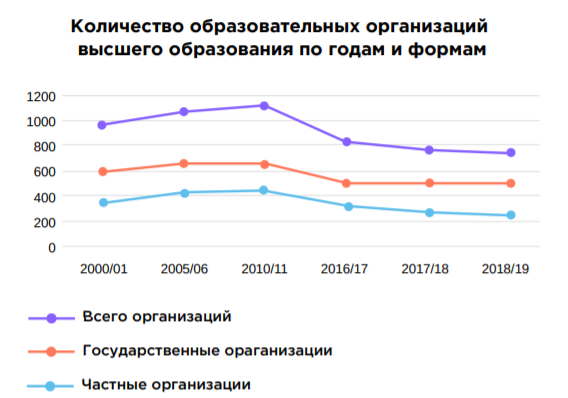 Количество образовательных организаций
высшего образования по годам и формам
1200
1000
800
600
400
200
0
2000/01 2005/06 2010/11 2016/17 2017/18 2018/19
Всего организаций
Государственные ораганизации
Частные организации